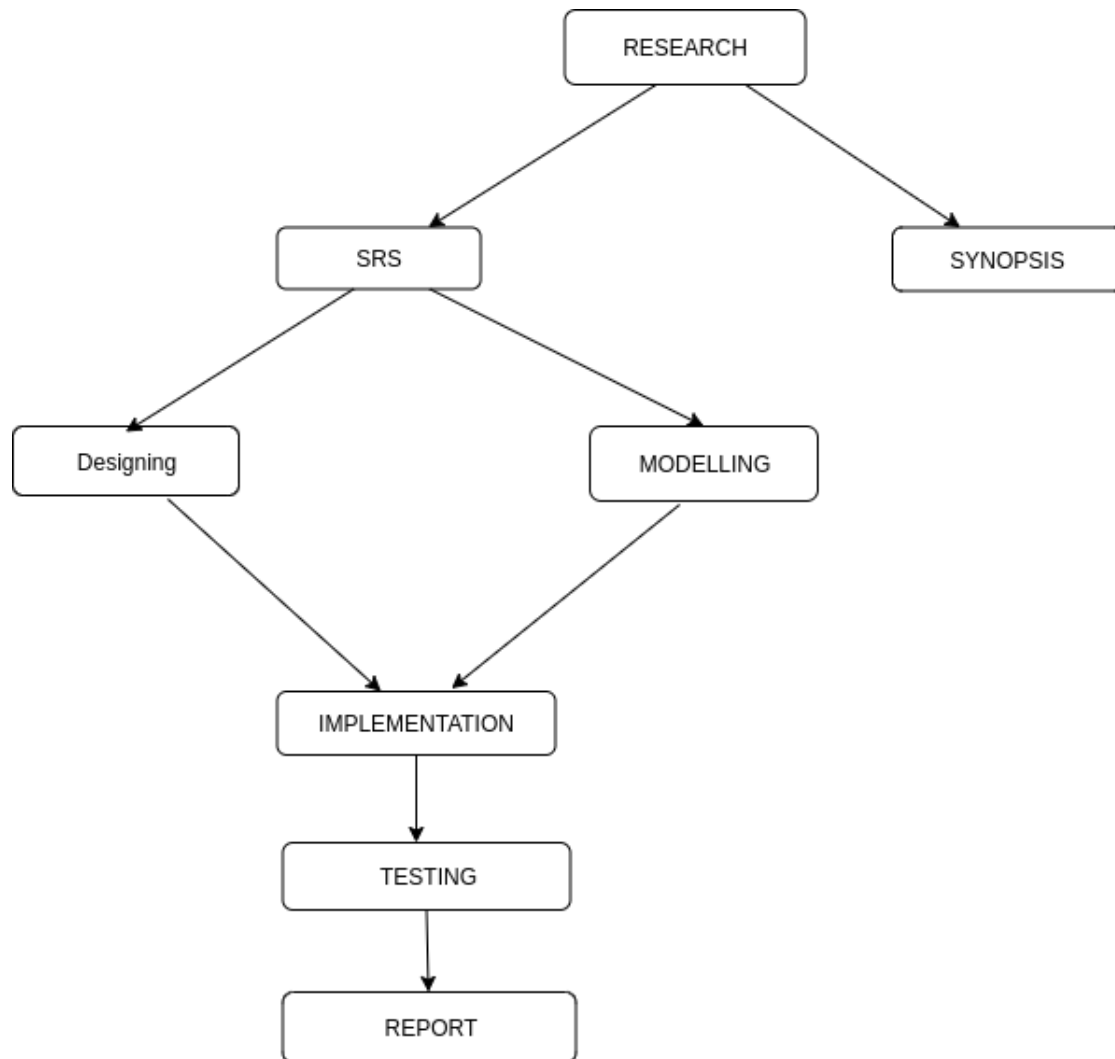 RESEARCH
SRS
SYNOPSIS
Designing
MODELLING
IMPLEMENTATION
TESTING
REPORT